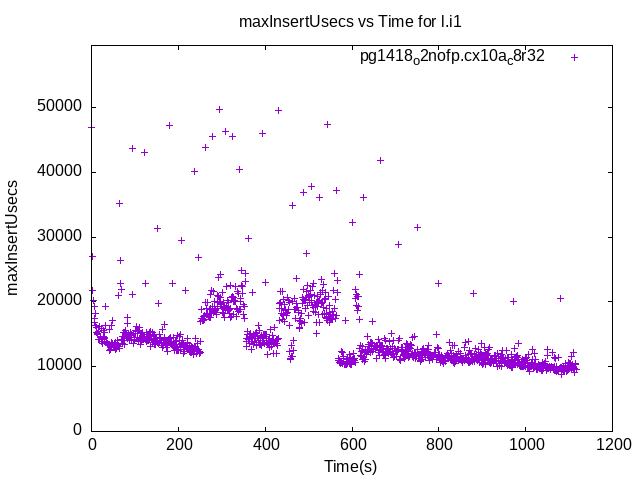 maxInsertUsecs vs Time for l.i1
pg1418o2nofp.cx10ac8r32
50000
40000
30000
20000
10000
0
maxInsertUsecs
0 200 400 600 800 1000 1200
Time(s)